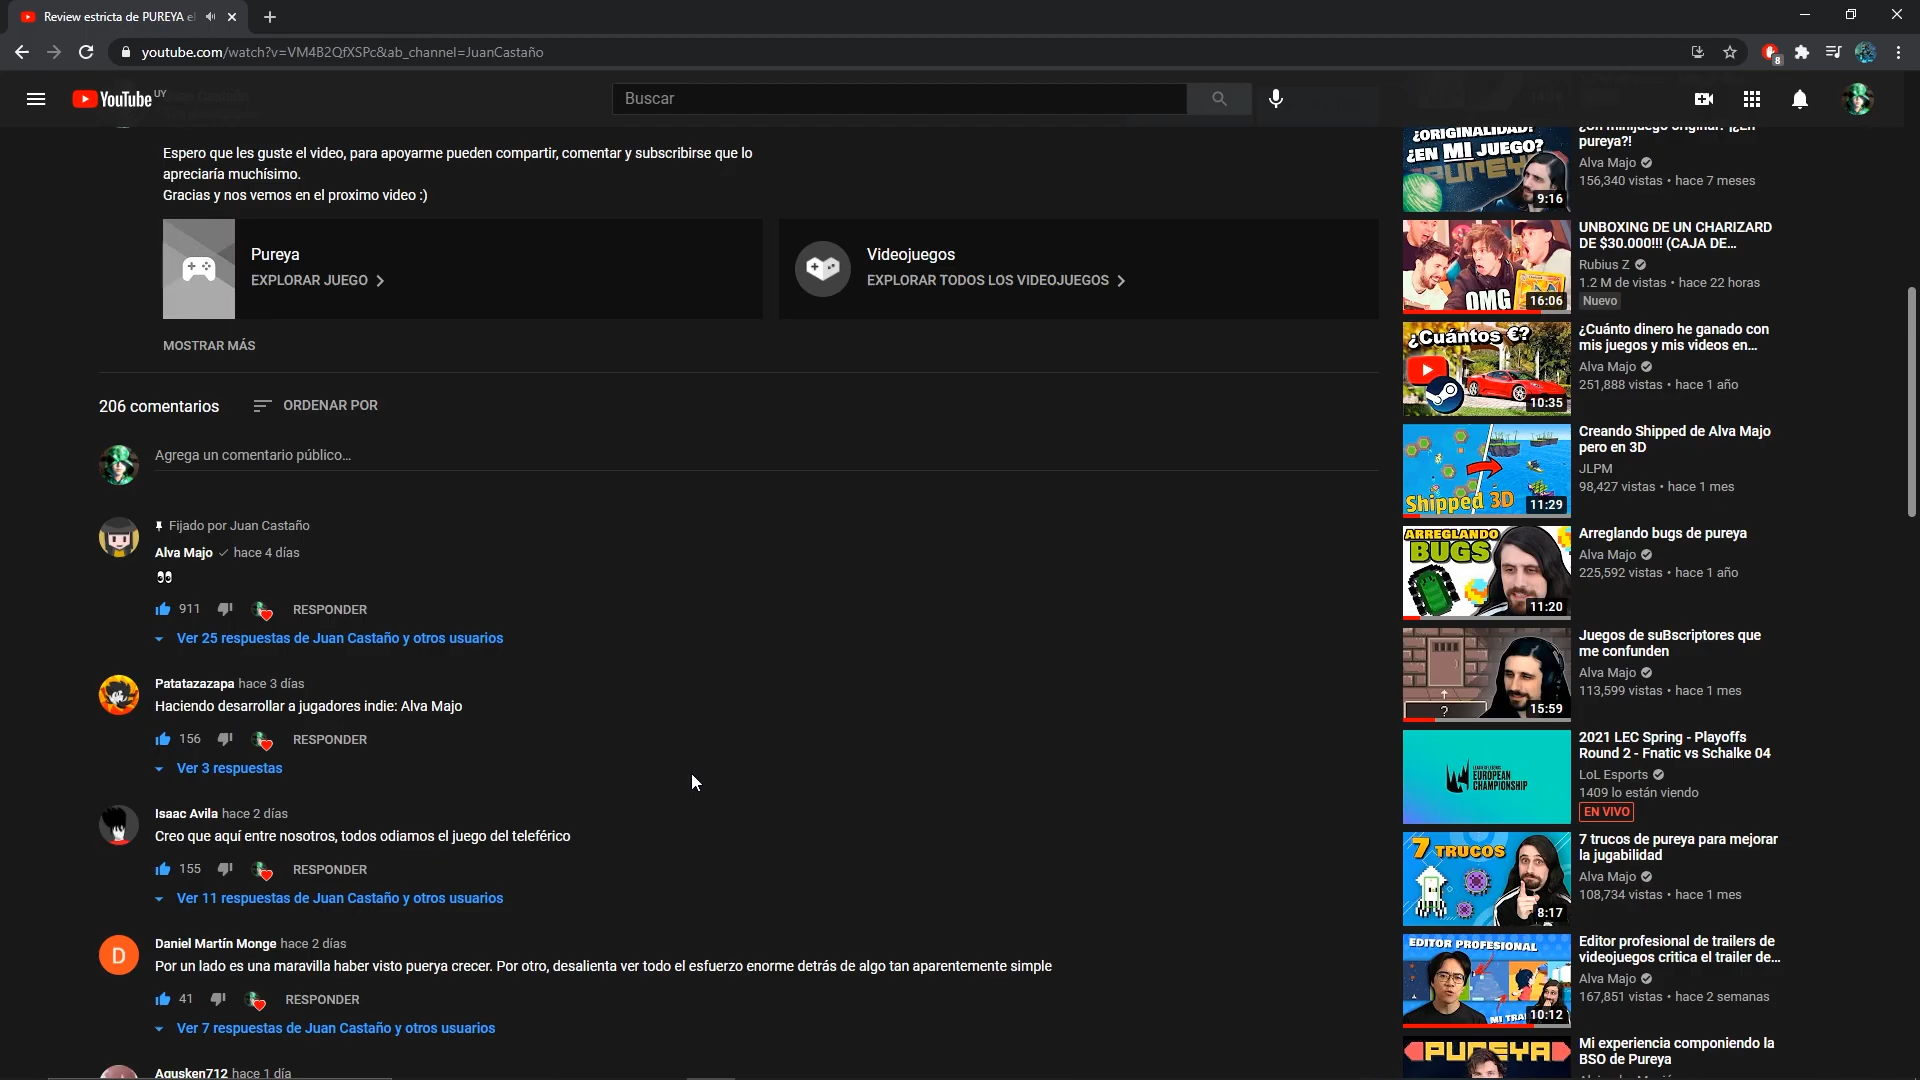 Review estricta de PUREYA el
youtube.com/watch?v=VM4B2QfXSPc&ab_channel=JuanCastaño
8
YouTube UY
Buscar
Espero que les guste el video, para apoyarme pueden compartir, comentar y subscribirse que lo
apreciaría muchísimo.
Gracias y nos vemos en el proximo video :)
Pureya
EXPLORAR JUEGO
Videojuegos
EXPLORAR TODOS LOS VIDEOJUEGOS
MOSTRAR MÁS
206 comentarios
ORDENAR POR
Agrega un comentario público...
Fijado por Juan Castaño
Alva Majo hace 4 días
👀
911 RESPONDER
Ver 25 respuestas de Juan Castaño y otros usuarios
Patatazazapa hace 3 días
Haciendo desarrollar a jugadores indie: Alva Majo
156 RESPONDER
Ver 3 respuestas
Isaac Avila hace 2 días
Creo que aquí entre nosotros, todos odiamos el juego del teleférico
155 RESPONDER
Ver 11 respuestas de Juan Castaño y otros usuarios
D
Daniel Martín Monge hace 2 días
Por un lado es una maravilla haber visto puerya crecer. Por otro, desalienta ver todo el esfuerzo enorme detrás de algo tan aparentemente simple
41 RESPONDER
Ver 7 respuestas de Juan Castaño y otros usuarios
Agusken712 hace 1 día
¿ORIGINALIDAD?
¿EN MI JUEGO?
PUREYA
9:16
¿Un minijuego original? ¡¿En
pureya?!
Alva Majo
156,340 vistas • hace 7 meses
OMG
16:06
UNBOXING DE UN CHARIZARD
DE $30.000!!! (CAJA DE...
Rubius Z
1.2 M de vistas • hace 22 horas
Nuevo
¿Cuántos €?
10:35
¿Cuánto dinero he ganado con
mis juegos y mis videos en...
Alva Majo
251,888 vistas • hace 1 año
Shipped 3D
11:29
Creando Shipped de Alva Majo
pero en 3D
JLPM
98,427 vistas • hace 1 mes
ARREGLANDO
BUGS
11:20
Arreglando bugs de pureya
Alva Majo
225,592 vistas • hace 1 año
?
15:59
Juegos de suBscriptores que
me confunden
Alva Majo
113,599 vistas • hace 1 mes
EUROPEAN
CHAMPIONSHIP
2021 LEC Spring - Playoffs
Round 2 - Fnatic vs Schalke 04
LoL Esports
1409 lo están viendo
EN VIVO
7 TRUCOS
8:17
7 trucos de pureya para mejorar
la jugabilidad
Alva Majo
108,734 vistas • hace 1 mes
EDITOR PROFESIONAL
10:12
Editor profesional de trailers de
videojuegos critica el trailer de...
Alva Majo
167,851 vistas • hace 2 semanas
PUREYA
Mi experiencia componiendo la
BSO de Pureya